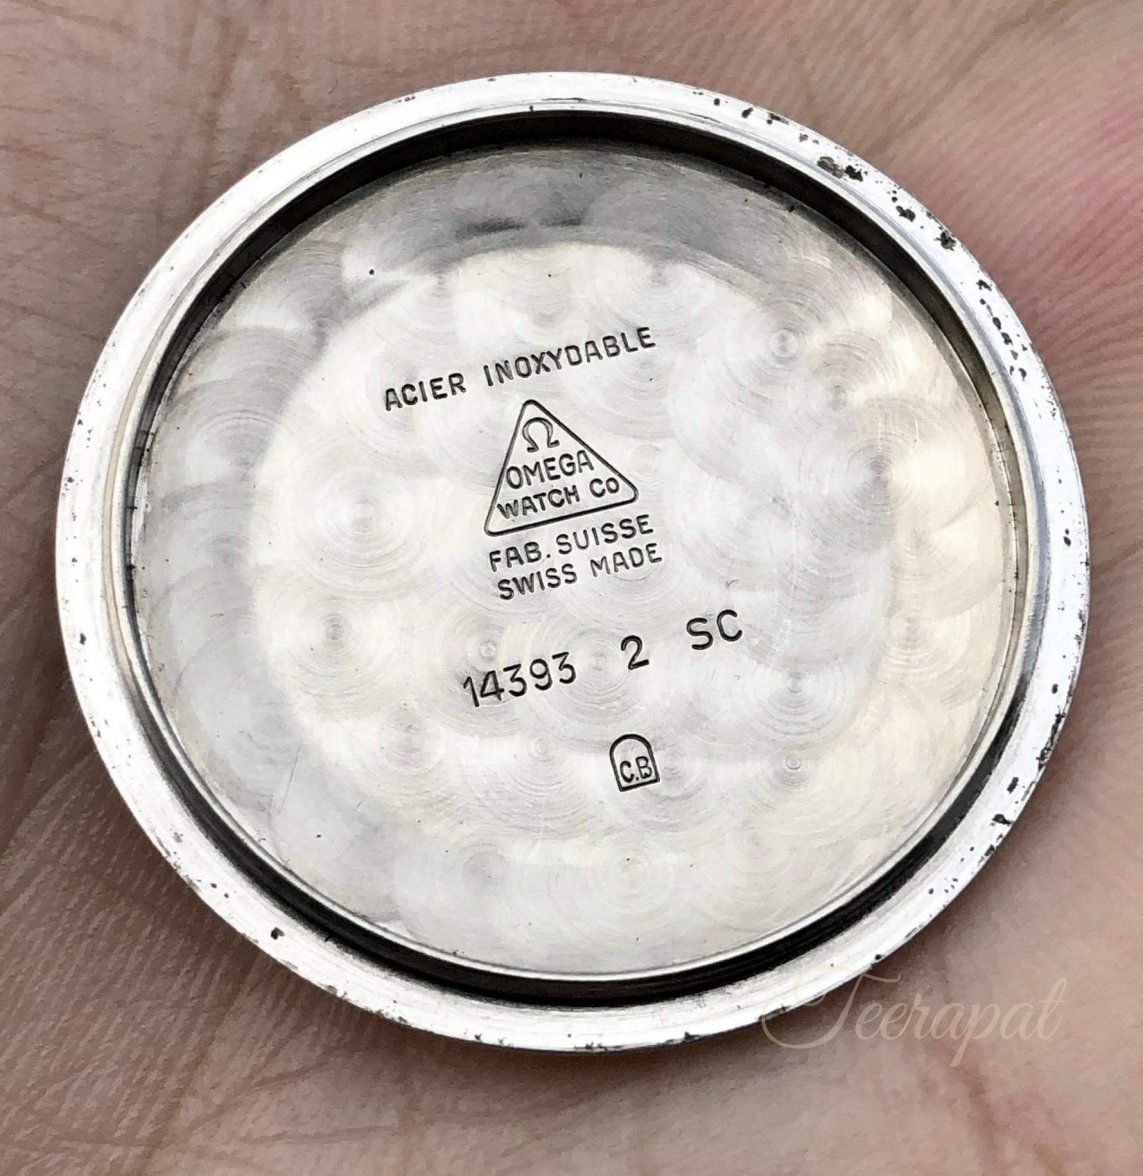 ACIER INOXYDABLE
Ω
OMEGA
WATCH CO
FAB. SUISSE
SWISS MADE
14393 2 SC
C.B
Teerapat